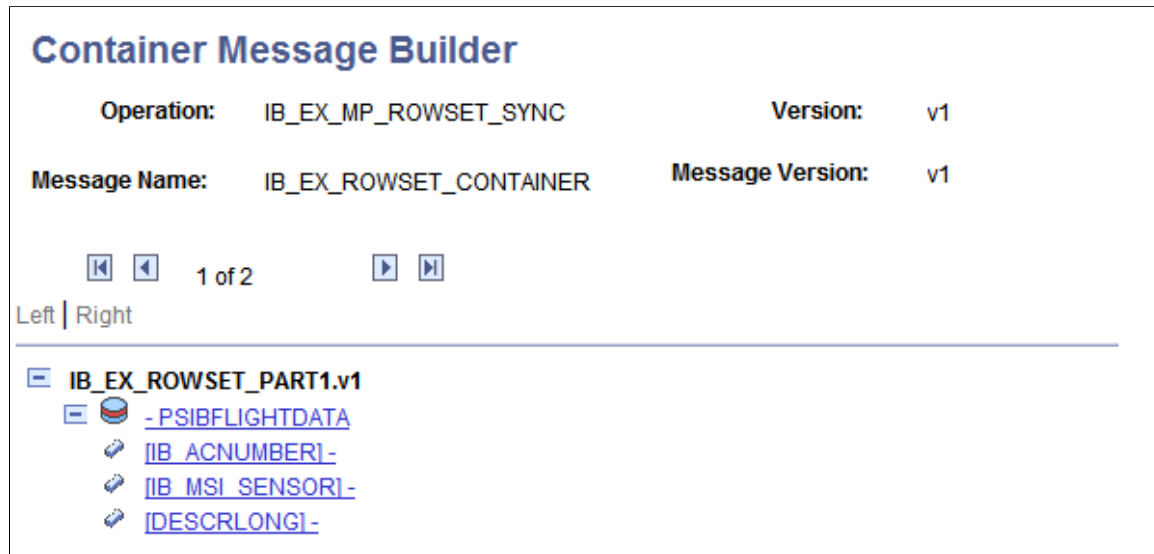 Container Message Builder
Operation: IB_EX_MP_ROWSET_SYNC Version: v1
Message Name: IB_EX_ROWSET_CONTAINER Message Version: v1
1 of 2
Left | Right
IB_EX_ROWSET_PART1.v1
- PSIBFLIGHTDATA
[IB_ACNUMBER] -
[IB_MSI_SENSOR] -
[DESCRLONG] -